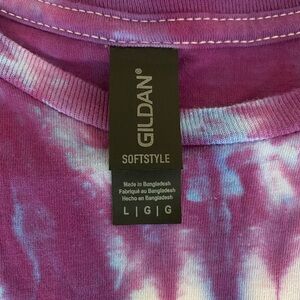 GILDAN®
SOFTSTYLE
Made in Bangladesh
Fabriqué au Bangladesh
Hecho en Bangladesh
L | G | G